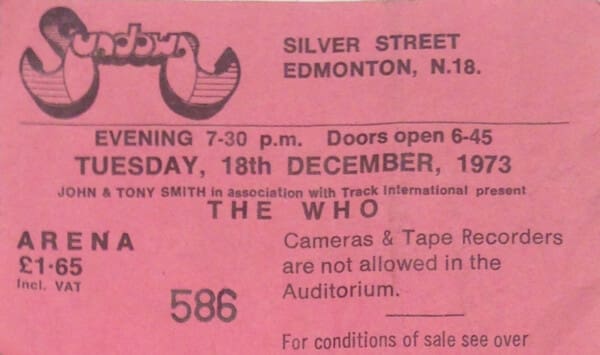 Sundown
SILVER STREET
EDMONTON, N.18.
EVENING 7-30 p.m. Doors open 6-45
TUESDAY, 18th DECEMBER, 1973
JOHN & TONY SMITH in association with Track International present
THE WHO
ARENA
£1·65
Incl. VAT
586
Cameras & Tape Recorders
are not allowed in the
Auditorium.
For conditions of sale see over